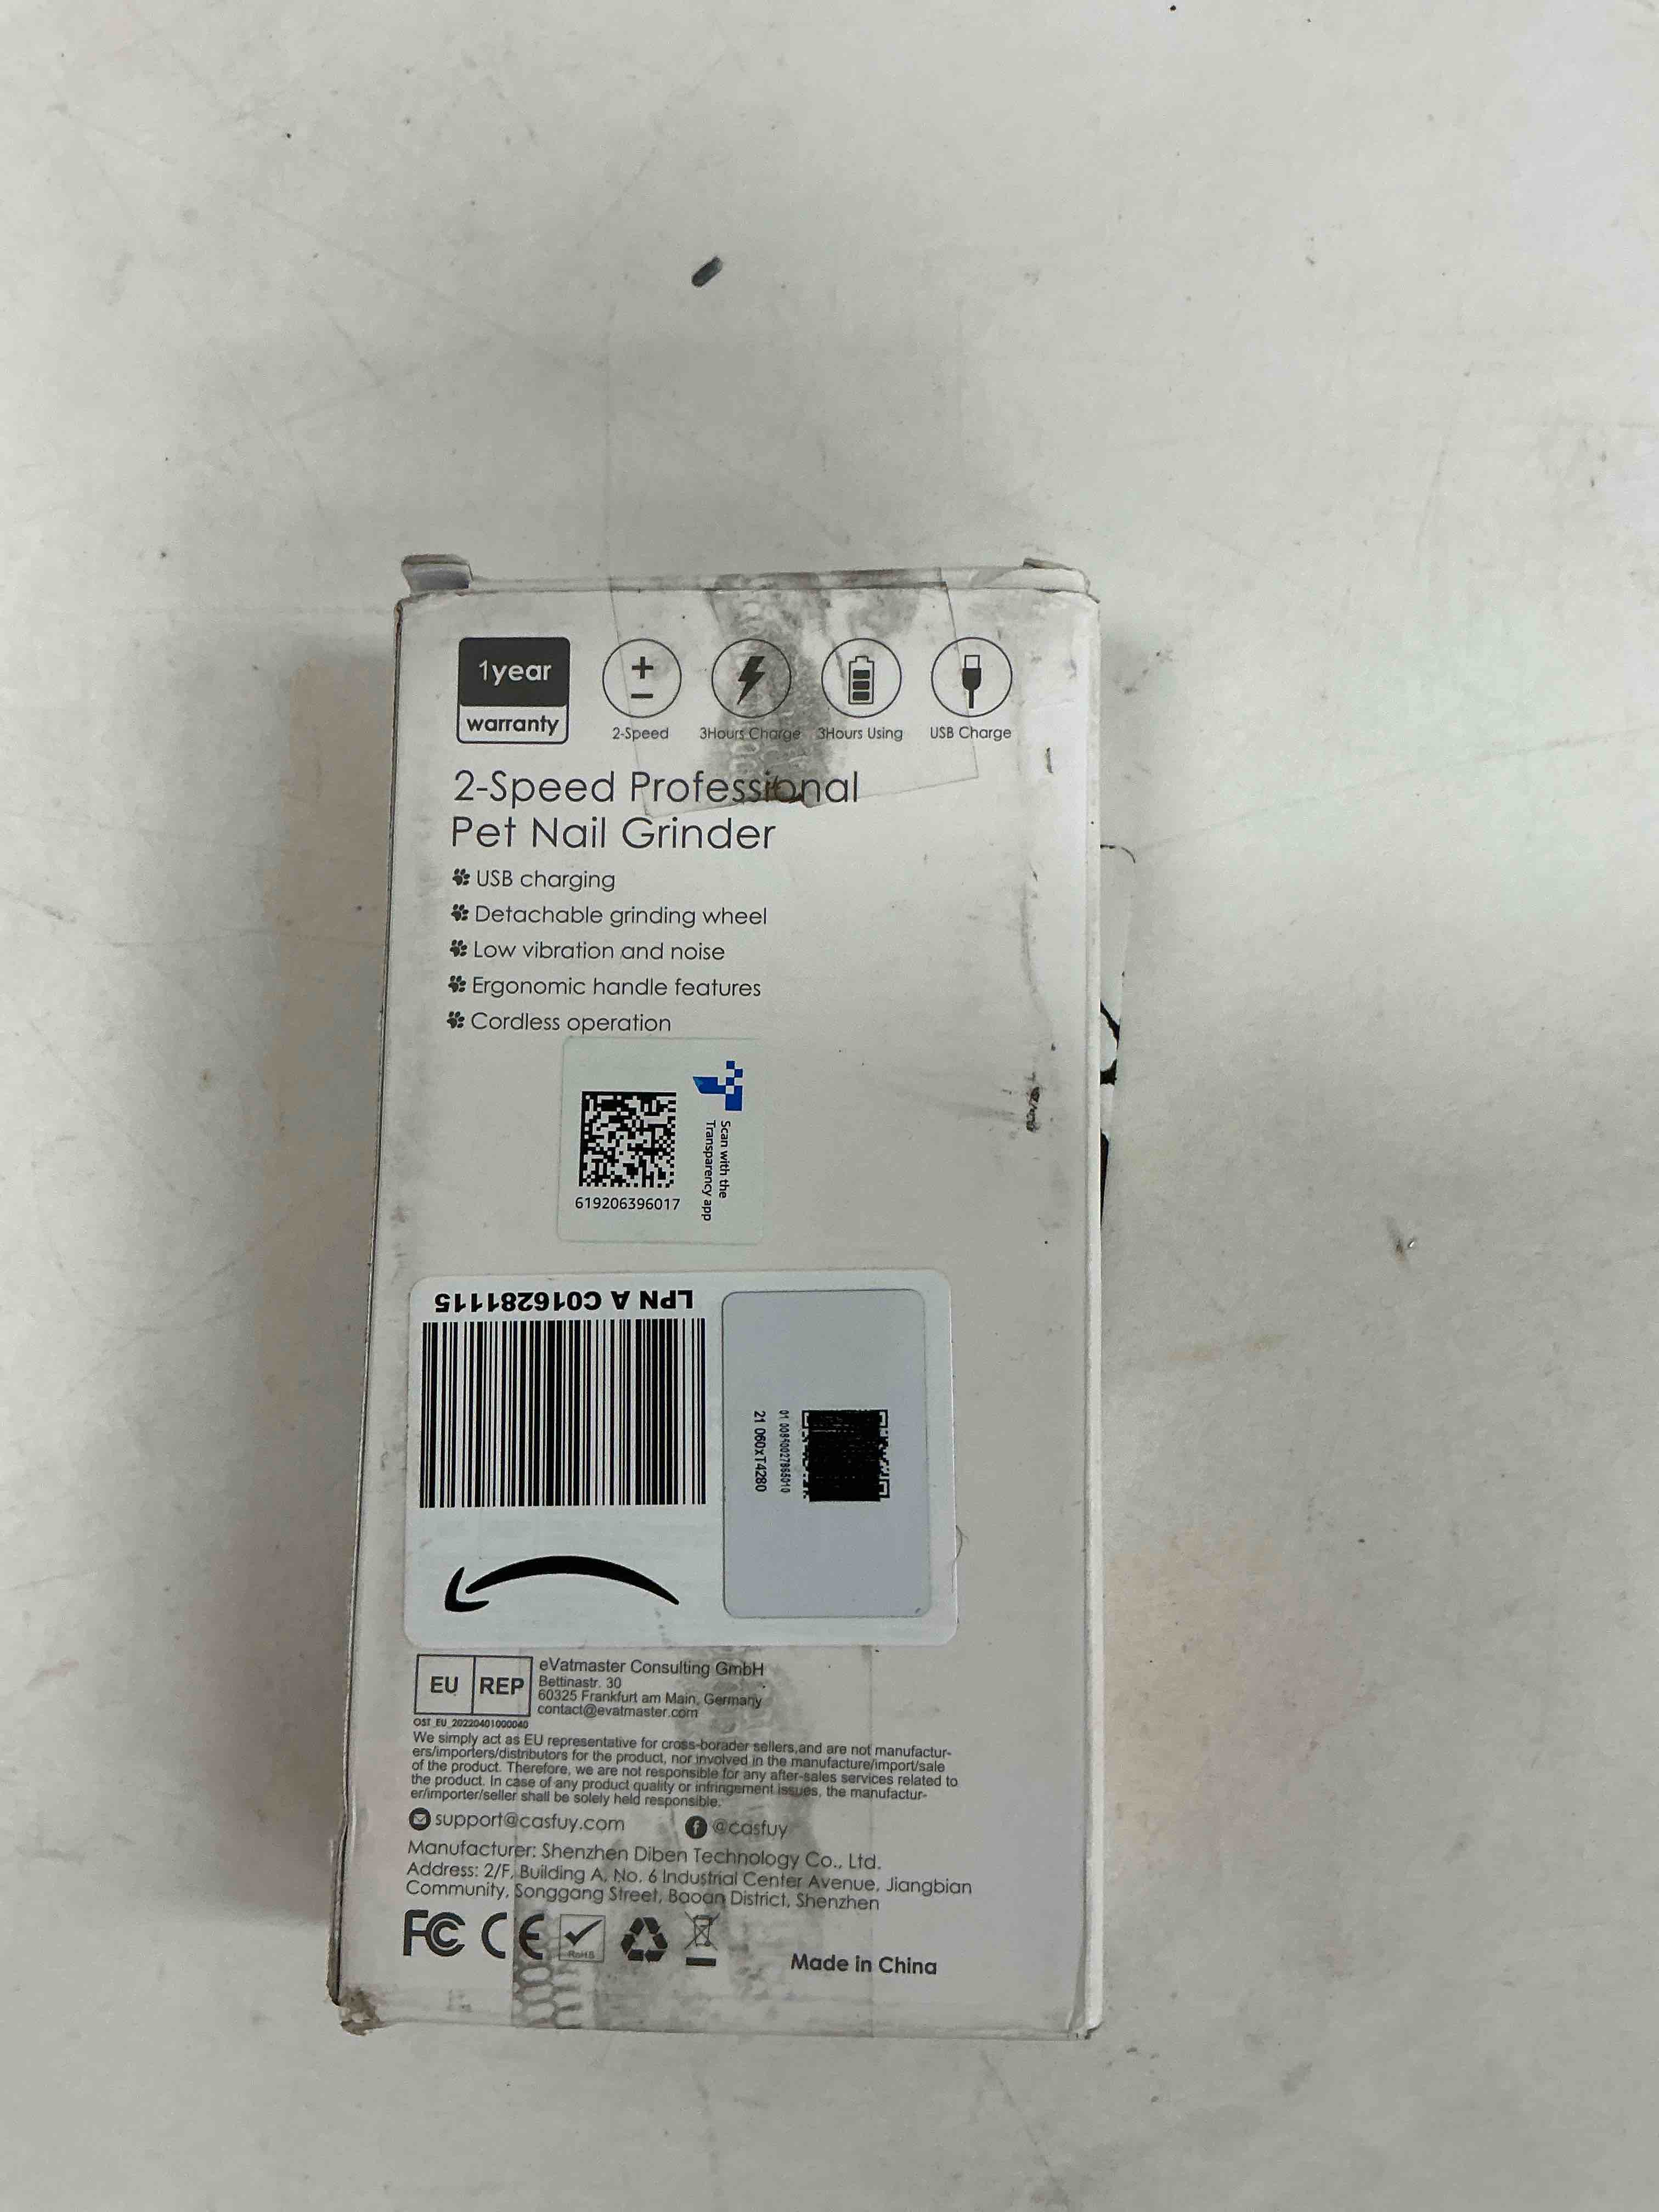 1year
warranty
2-Speed
3Hours Charge
3Hours Using
USB Charge
2-Speed Professional
Pet Nail Grinder
USB charging
Detachable grinding wheel
Low vibration and noise
Ergonomic handle features
Cordless operation
Scan with the
Transparency app
619206396017
LPN A C016281115
21 060xT4280
EU REP
eVatmaster Consulting GmbH
Bettinastr. 30
60325 Frankfurt am Main, Germany
contact@evatmaster.com
OST_EU_20220401000040
We simply act as EU representative for cross-borader sellers,and are not manufactur-
ers/importers/distributors for the product, nor involved in the manufacture/import/sale
of the product. Therefore, we are not responsible for any after-sales services related to
the product. In case of any product quality or infringement issues, the manufactur-
er/importer/seller shall be solely held responsible.
support@casfuy.com
@casfuy
Manufacturer: Shenzhen Diben Technology Co., Ltd.
Address: 2/F, Building A, No. 6 Industrial Center Avenue, Jiangbian
Community, Songgang Street, Baoan District, Shenzhen
FC CE RoHS
Made in China